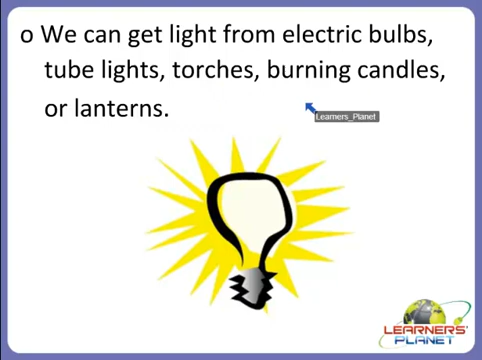 o We can get light from electric bulbs,
tube lights, torches, burning candles,
or lanterns.
Learners_Planet
LEARNERS'
PLANET